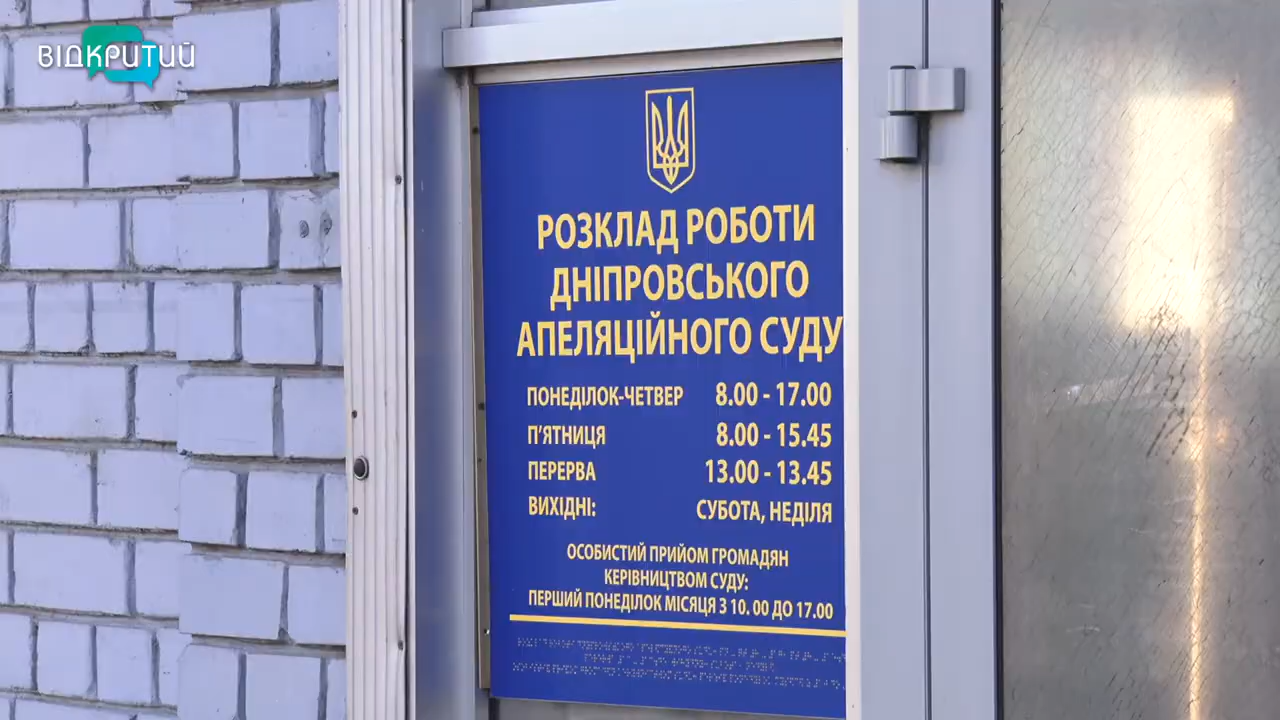 ВІДКРИТИЙ
РОЗКЛАД РОБОТИ
ДНІПРОВСЬКОГО
АПЕЛЯЦІЙНОГО СУДУ
ПОНЕДІЛОК-ЧЕТВЕР 8.00 - 17.00
П'ЯТНИЦЯ 8.00 - 15.45
ПЕРЕРВА 13.00 - 13.45
ВИХІДНІ: СУБОТА, НЕДІЛЯ
ОСОБИСТИЙ ПРИЙОМ ГРОМАДЯН
КЕРІВНИЦТВОМ СУДУ:
ПЕРШИЙ ПОНЕДІЛОК МІСЯЦЯ З 10. 00 ДО 17.00